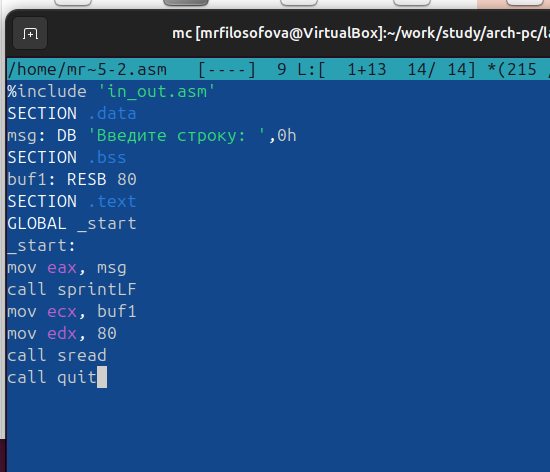 mc [mrfilosofova@VirtualBox]:~/work/study/arch-pc/la
/home/mr~5-2.asm   [----]  9 L:[  1+13  14/ 14] *(215 /
%include 'in_out.asm'
SECTION .data
msg: DB 'Введите строку: ',0h
SECTION .bss
buf1: RESB 80
SECTION .text
GLOBAL _start
_start:
mov eax, msg
call sprintLF
mov ecx, buf1
mov edx, 80
call sread
call quit